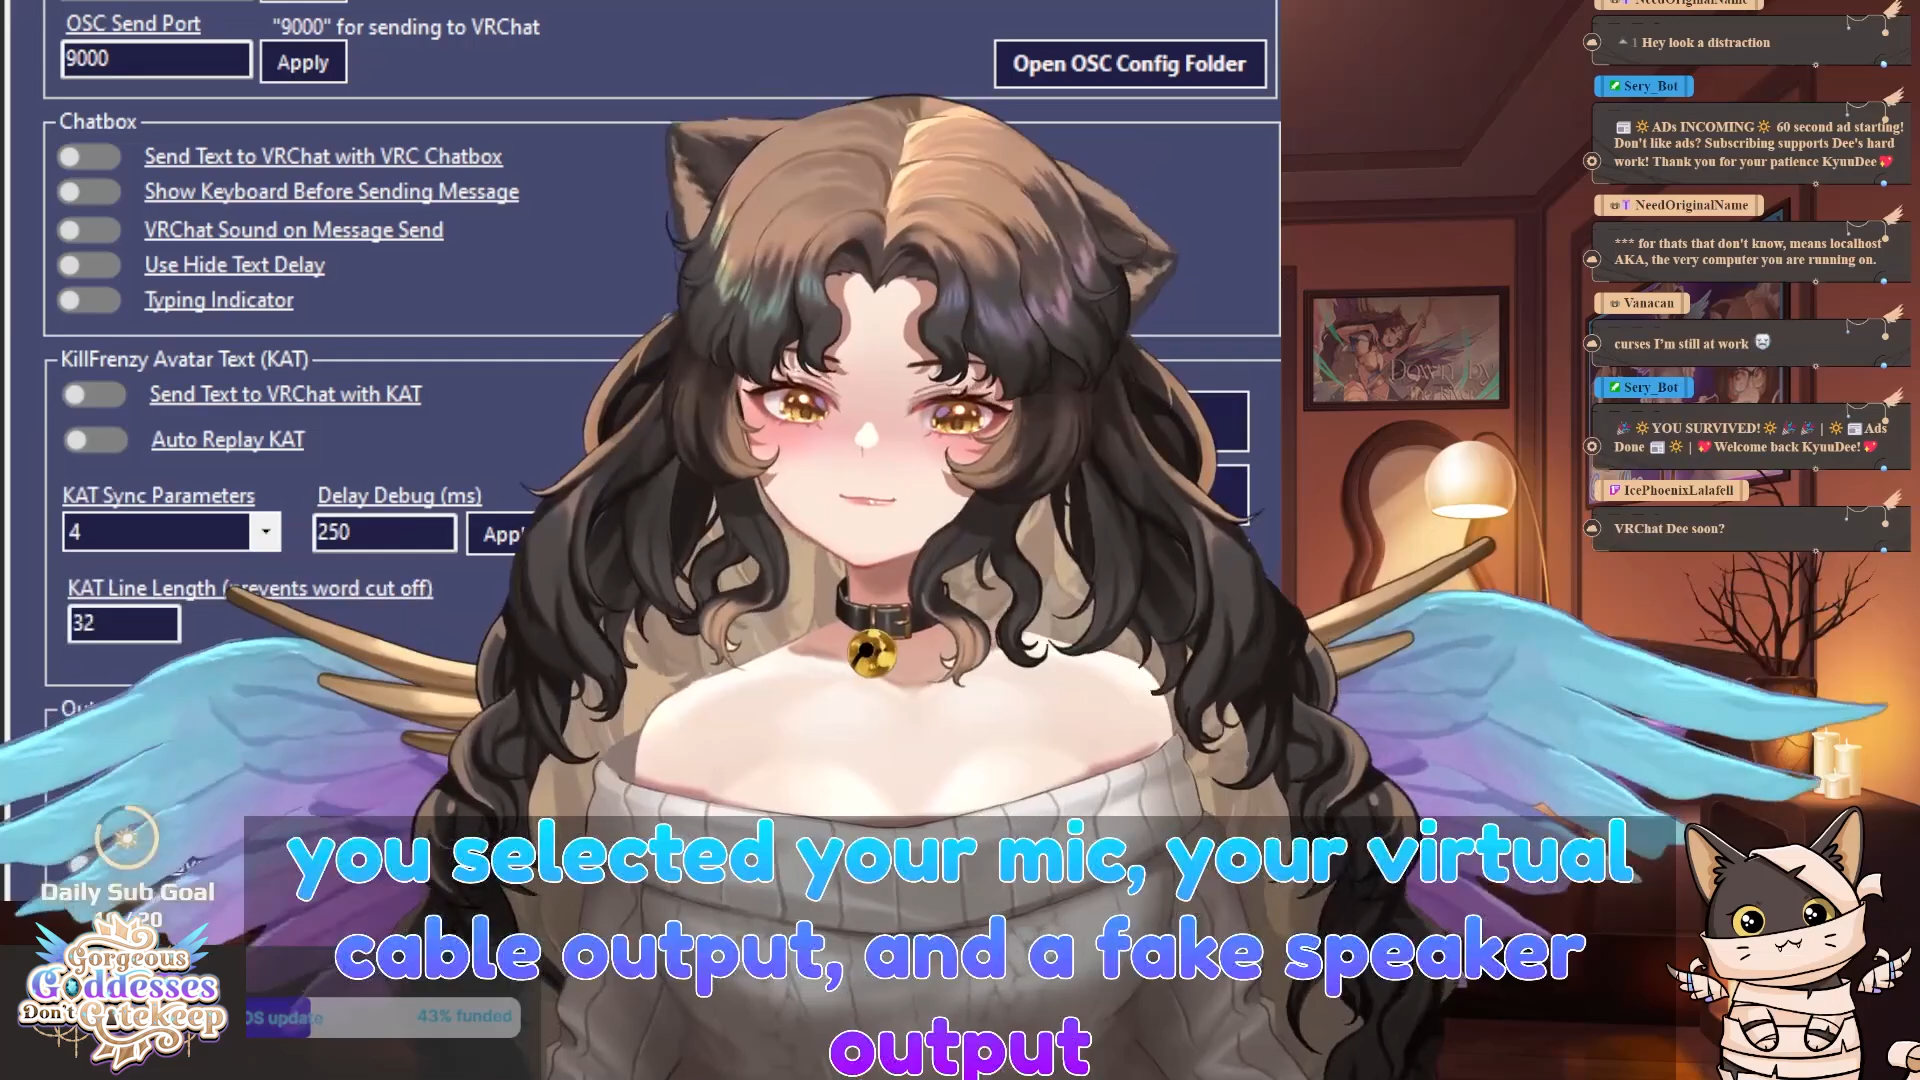 OSC Send Port
"9000" for sending to VRChat
9000
Apply
Open OSC Config Folder
Chatbox
Send Text to VRChat with VRC Chatbox
Show Keyboard Before Sending Message
VRChat Sound on Message Send
Use Hide Text Delay
Typing Indicator
KillFrenzy Avatar Text (KAT)
Send Text to VRChat with KAT
Auto Replay KAT
KAT Sync Parameters
Delay Debug (ms)
4
250
KAT Line Length (prevents word cut off)
32
NeedOriginalName
1 Hey look a distraction
Sery_Bot
ADs INCOMING 60 second ad starting!
Don't like ads? Subscribing supports Dee's hard
work! Thank you for your patience KyuuDee
NeedOriginalName
*** for thats that don't know, means localhost
AKA, the very computer you are running on.
Vanacan
curses I'm still at work
Sery_Bot
YOU SURVIVED! | Ads
Done | Welcome back KyuuDee!
IcePhoenixLalafell
VRChat Dee soon?
you selected your mic, your virtual
cable output, and a fake speaker
output
Daily Sub Goal
Gorgeous
Goddesses
Don't Gatekeep
OS update
43% funded